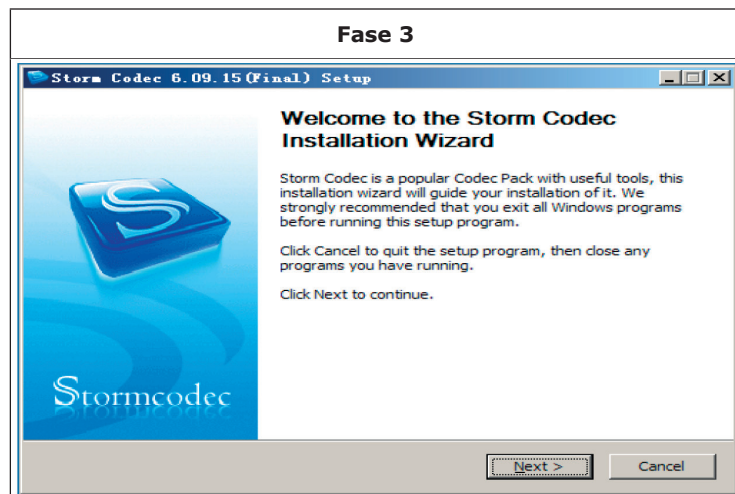 Fase 3
Storm Codec 6.09.15(Final) Setup
Welcome to the Storm Codec
Installation Wizard
Storm Codec is a popular Codec Pack with useful tools, this
installation wizard will guide your installation of it. We
strongly recommended that you exit all Windows programs
before running this setup program.
Click Cancel to quit the setup program, then close any
programs you have running.
Click Next to continue.
S
Stormcodec
Next >
Cancel